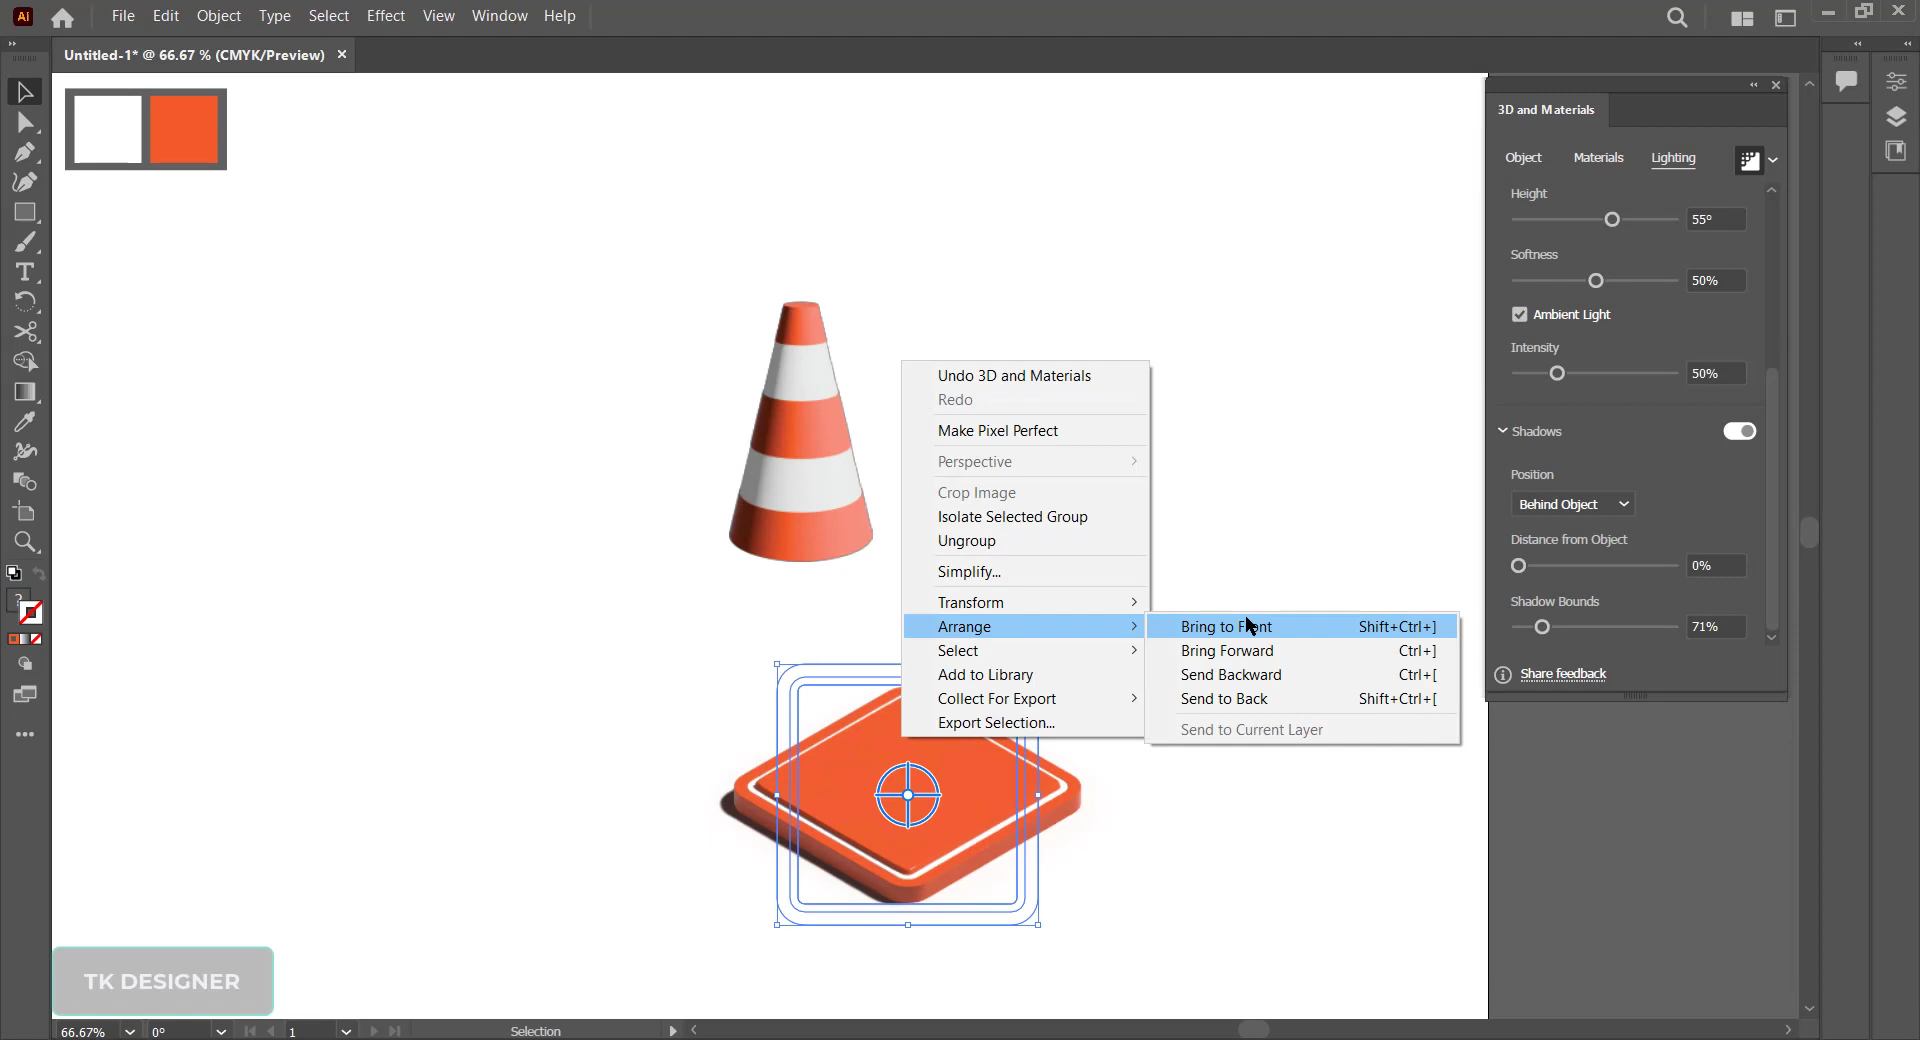 Ai File Edit Object Type Select Effect View Window Help
Untitled-1* @ 66.67 % (CMYK/Preview)
3D and Materials
Object Materials Lighting
Height
55°
Softness
50%
Ambient Light
Intensity
50%
Shadows
Position
Behind Object
Distance from Object
0%
Shadow Bounds
71%
Share feedback
Undo 3D and Materials
Redo
Make Pixel Perfect
Perspective
Crop Image
Isolate Selected Group
Ungroup
Simplify...
Transform
Arrange
Select
Add to Library
Collect For Export
Export Selection...
Bring to Front Shift+Ctrl+]
Bring Forward Ctrl+]
Send Backward Ctrl+[
Send to Back Shift+Ctrl+[
Send to Current Layer
?
TK DESIGNER
66.67% 0° 1 Selection